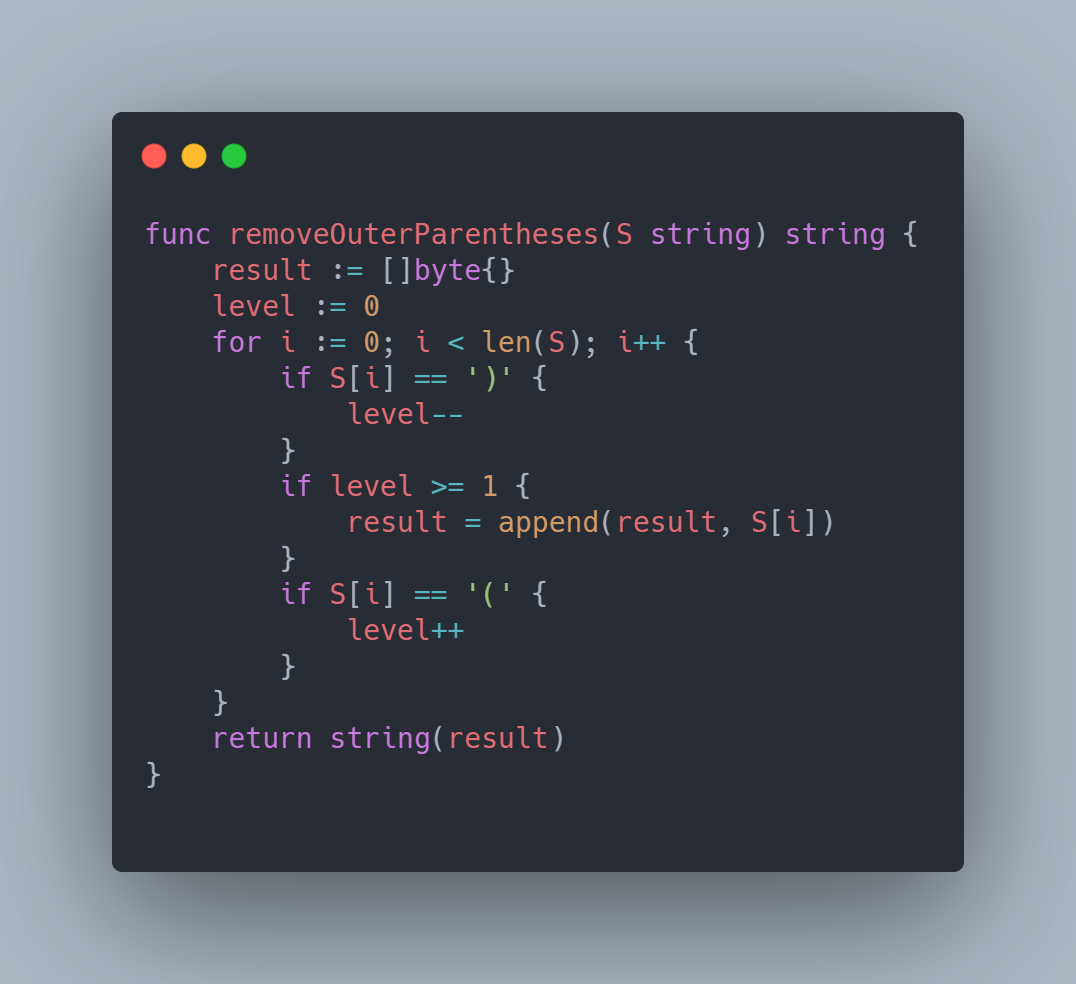 func removeOuterParentheses(S string) string {
    result := []byte{}
    level := 0
    for i := 0; i < len(S); i++ {
        if S[i] == ')' {
            level--
        }
        if level >= 1 {
            result = append(result, S[i])
        }
        if S[i] == '(' {
            level++
        }
    }
    return string(result)
}